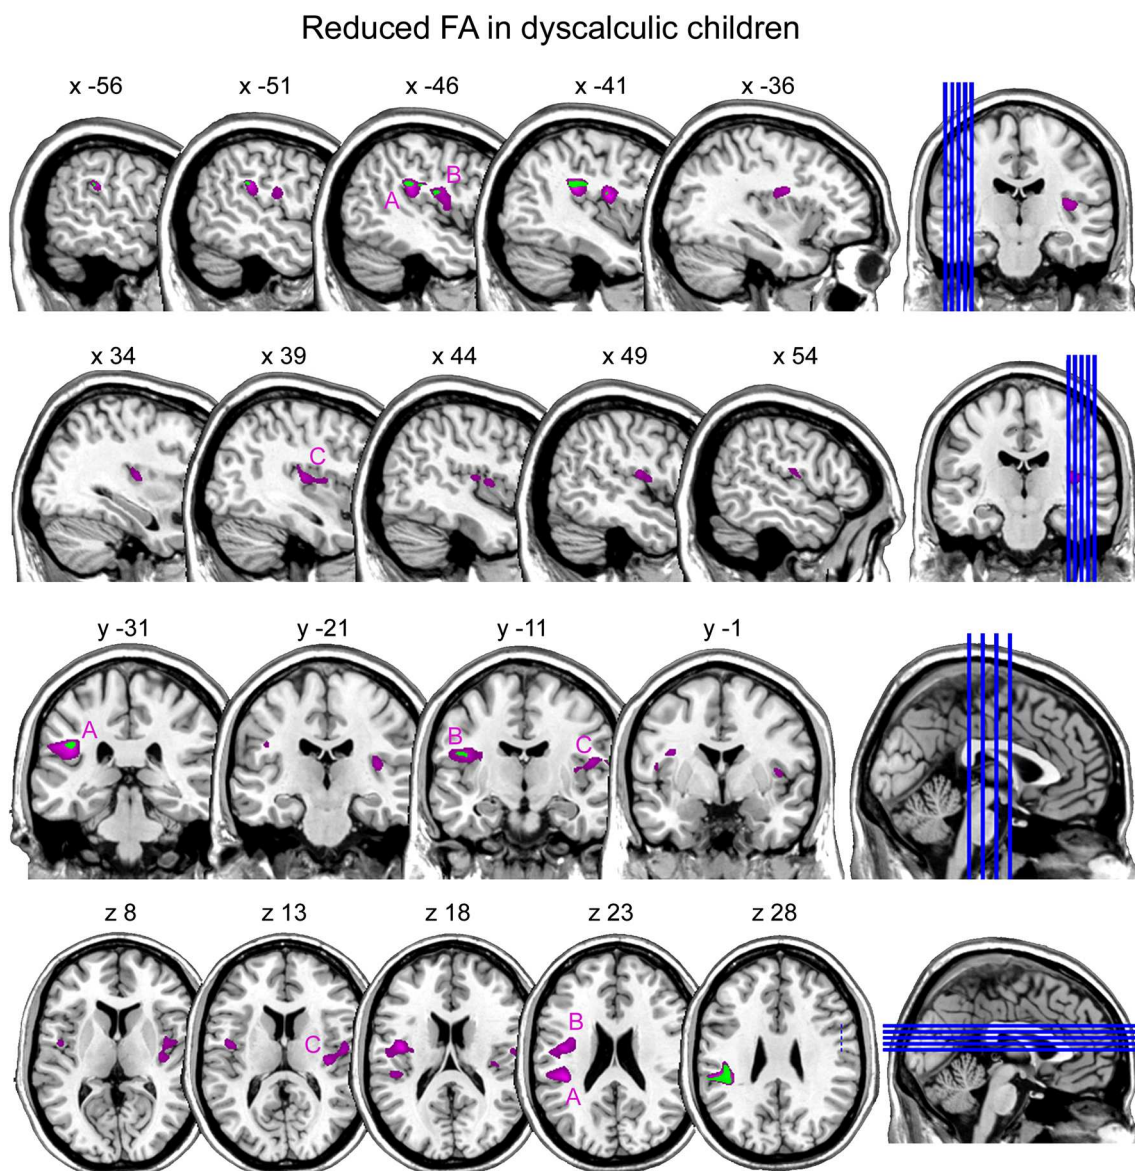 Reduced FA in dyscalculic children
x -56 x -51 x -46 x -41 x -36
A B
x 34 x 39 x 44 x 49 x 54
C
y -31 y -21 y -11 y -1
A B C
z 8 z 13 z 18 z 23 z 28
B
C
A